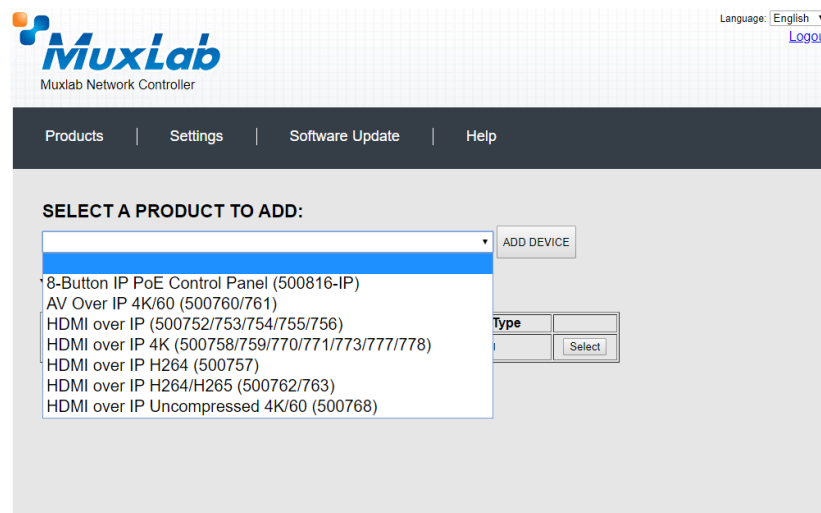 Language: English
MuxLab
Muxlab Network Controller
Products | Settings | Software Update | Help
SELECT A PRODUCT TO ADD:
ADD DEVICE
8-Button IP PoE Control Panel (500816-IP)
AV Over IP 4K/60 (500760/761)
HDMI over IP (500752/753/754/755/756)
Type
HDMI over IP 4K (500758/759/770/771/773/777/778)
Select
HDMI over IP H264 (500757)
HDMI over IP H264/H265 (500762/763)
HDMI over IP Uncompressed 4K/60 (500768)